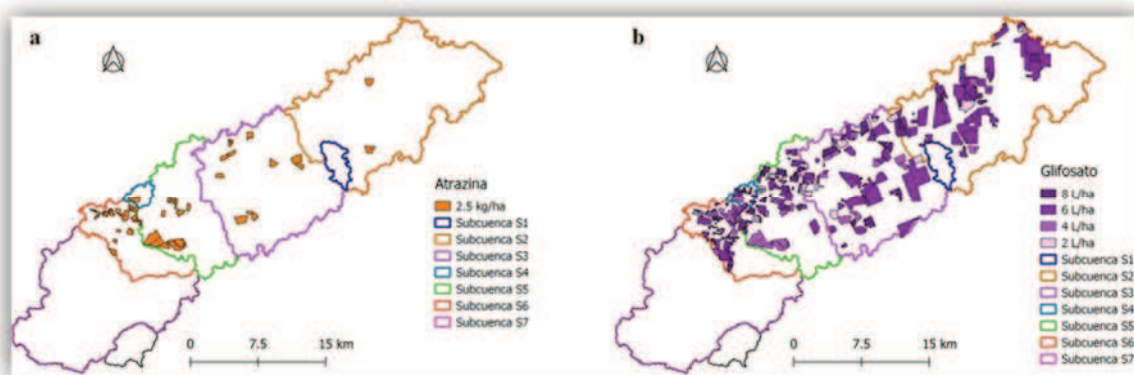 a
Atrazina
2.5 kg/ha
Subcuenca S1
Subcuenca S2
Subcuenca S3
Subcuenca S4
Subcuenca S5
Subcuenca S6
Subcuenca S7
0 7.5 15 km
b
Glifosato
8 L/ha
6 L/ha
4 L/ha
2 L/ha
Subcuenca S1
Subcuenca S2
Subcuenca S3
Subcuenca S4
Subcuenca S5
Subcuenca S6
Subcuenca S7
0 7.5 15 km